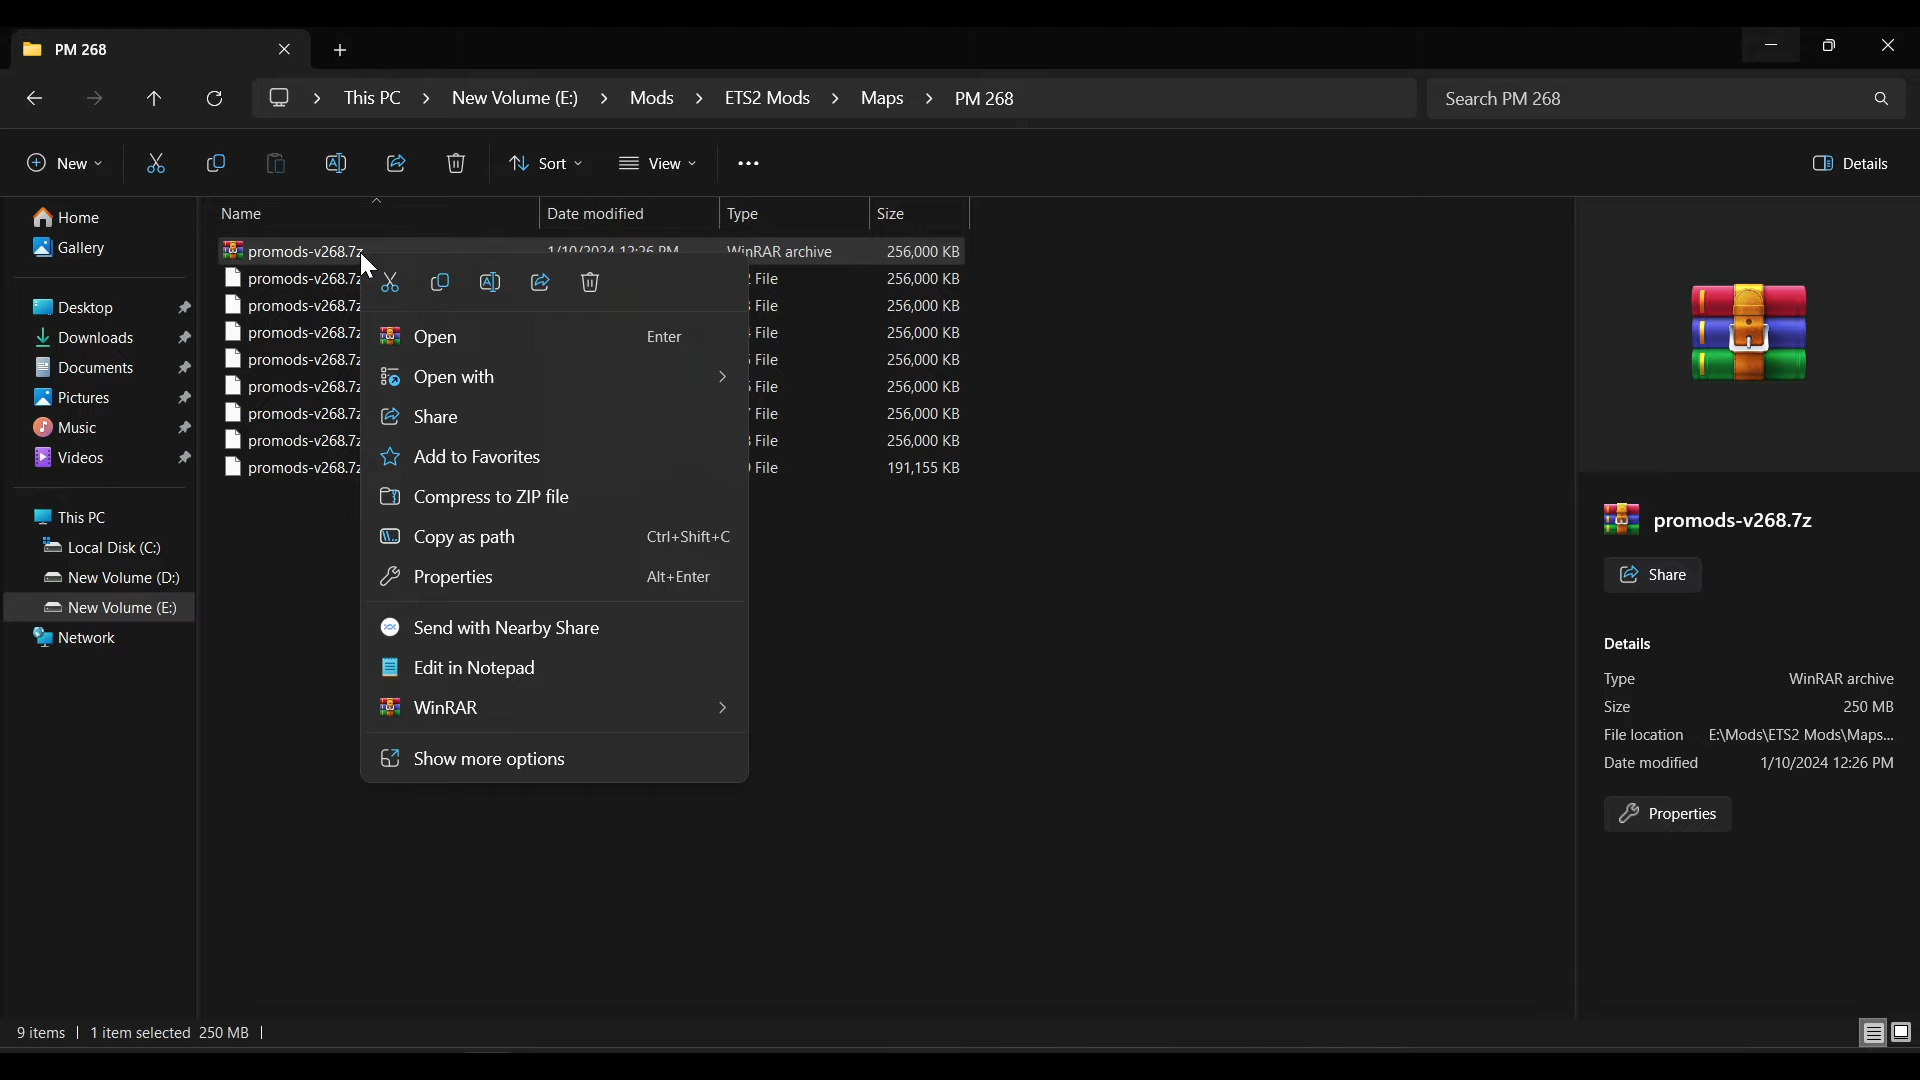 PM 268
This PC > New Volume (E:) > Mods > ETS2 Mods > Maps > PM 268
Search PM 268
New
Sort
View
Details
Home
Gallery
Desktop
Downloads
Documents
Pictures
Music
Videos
This PC
Local Disk (C:)
New Volume (D:)
New Volume (E:)
Network
Name Date modified Type Size
promods-v268.7z 1/10/2024 12:26 PM WinRAR archive 256,000 KB
promods-v268.7z File 256,000 KB
promods-v268.7z File 256,000 KB
promods-v268.7z File 256,000 KB
promods-v268.7z File 256,000 KB
promods-v268.7z File 256,000 KB
promods-v268.7z File 256,000 KB
promods-v268.7z File 256,000 KB
promods-v268.7z File 191,155 KB
Open Enter
Open with
Share
Add to Favorites
Compress to ZIP file
Copy as path Ctrl+Shift+C
Properties Alt+Enter
Send with Nearby Share
Edit in Notepad
WinRAR
Show more options
promods-v268.7z
Share
Details
Type WinRAR archive
Size 250 MB
File location E:\Mods\ETS2 Mods\Maps...
Date modified 1/10/2024 12:26 PM
Properties
9 items | 1 item selected 250 MB |